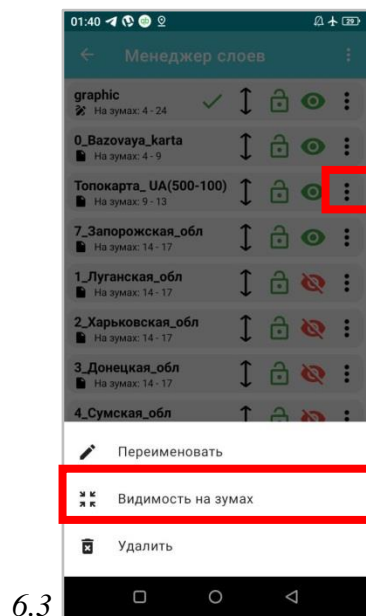 01:40
29
Менеджер слоев
graphic
На зумах: 4 - 24
0_Bazovaya_karta
На зумах: 4 - 9
Топокарта_ UA(500-100)
На зумах: 9 - 13
7_Запорожская_обл
На зумах: 14 - 17
1_Луганская_обл
На зумах: 14 - 17
2_Харьковская_обл
На зумах: 14 - 17
3_Донецкая_обл
На зумах: 14 - 17
4_Сумская_обл
Переименовать
Видимость на зумах
Удалить
6.3